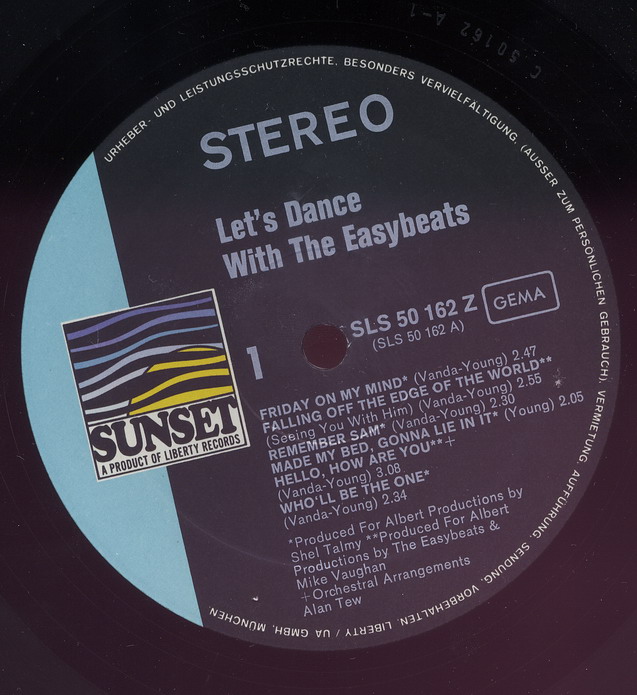 C 50162 A-1
URHEBER- UND LEISTUNGSSCHUTZRECHTE, BESONDERS VERVIELFÄLTIGUNG, (AUSSER ZUM PERSÖNLICHEN GEBRAUCH), VERMIETUNG, AUFFÜHRUNG, SENDUNG, VORBEHALTEN. LIBERTY / UA GMBH, MÜNCHEN
STEREO
Let's Dance
With The Easybeats
SLS 50 162 Z
(SLS 50 162 A)
GEMA
1
SUNSET
A PRODUCT OF LIBERTY RECORDS
FRIDAY ON MY MIND* (Vanda-Young) 2.47
FALLING OFF THE EDGE OF THE WORLD**
(Seeing You With Him) (Vanda-Young) 2.55
REMEMBER SAM* (Vanda-Young) 2.30
MADE MY BED, GONNA LIE IN IT* (Young) 2.05
HELLO, HOW ARE YOU**+
(Vanda-Young) 3.08
WHO'LL BE THE ONE*
(Vanda-Young) 2.34
*Produced For Albert Productions by
Shel Talmy **Produced For Albert
Productions by The Easybeats &
Mike Vaughan
+Orchestral Arrangements
Alan Tew